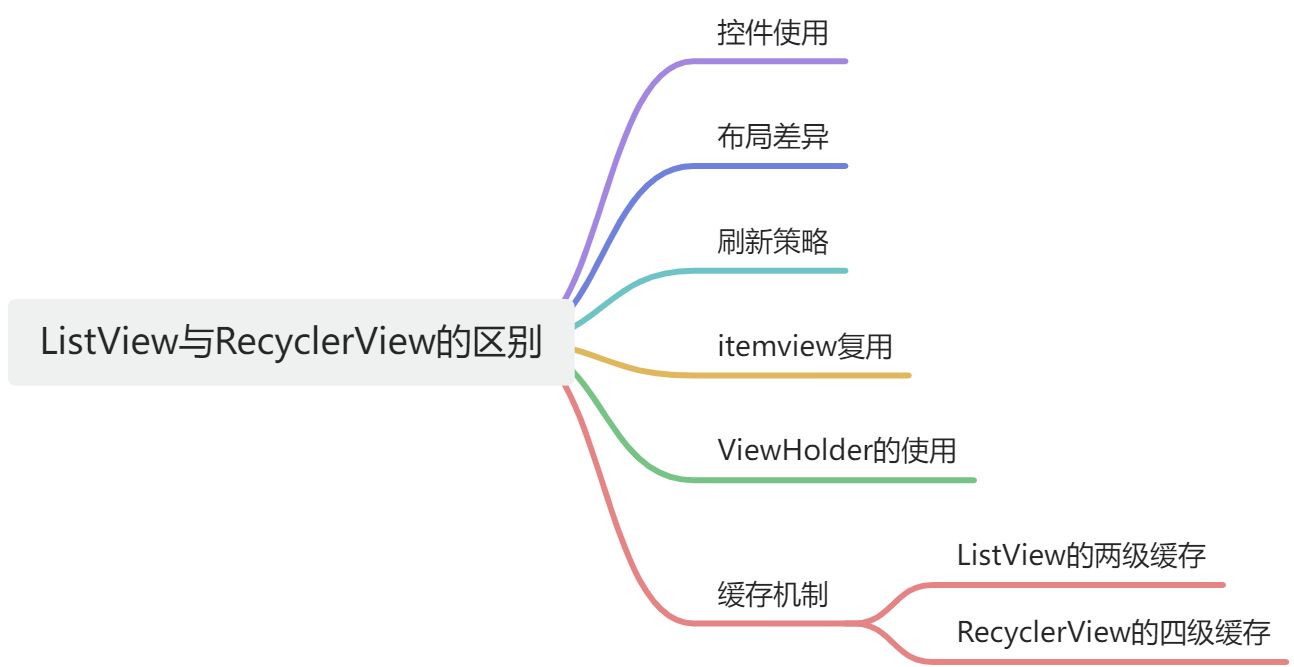 控件使用
布局差异
刷新策略
ListView与RecyclerView的区别
itemview复用
ViewHolder的使用
缓存机制
ListView的两级缓存
RecyclerView的四级缓存